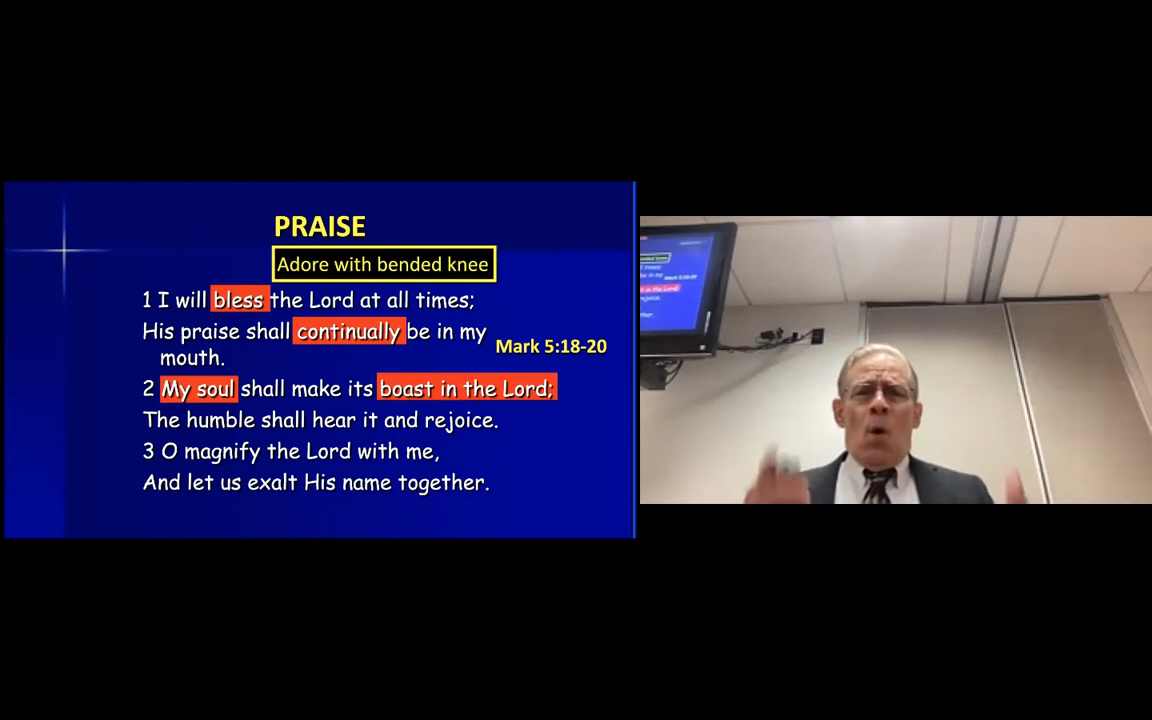 PRAISE
Adore with bended knee
1 I will bless the Lord at all times;
His praise shall continually be in my
mouth.
Mark 5:18-20
2 My soul shall make its boast in the Lord;
The humble shall hear it and rejoice.
3 O magnify the Lord with me,
And let us exalt His name together.